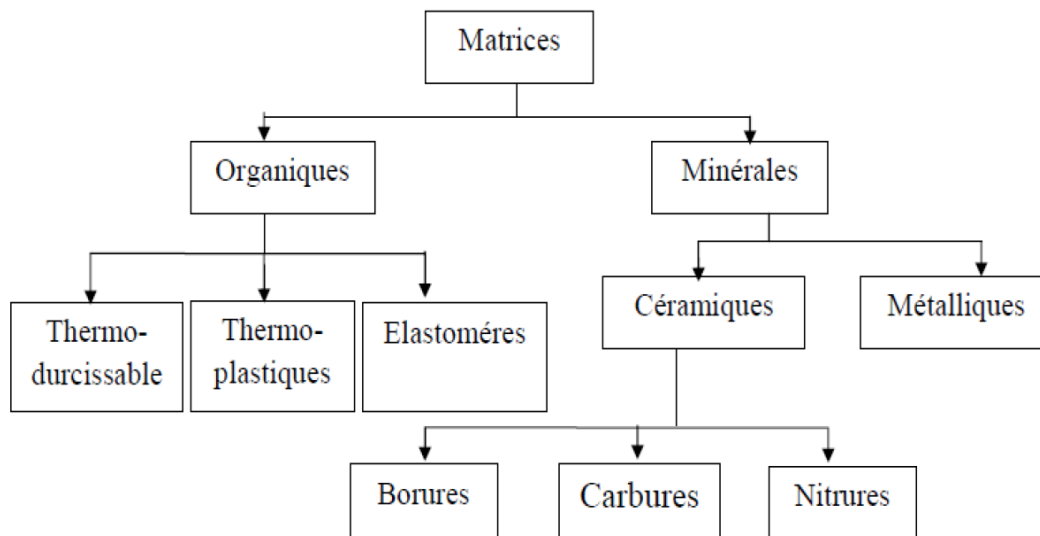 Matrices
Organiques
Minérales
Thermo-
durcissable
Thermo-
plastiques
Elastoméres
Céramiques
Métalliques
Borures
Carbures
Nitrures